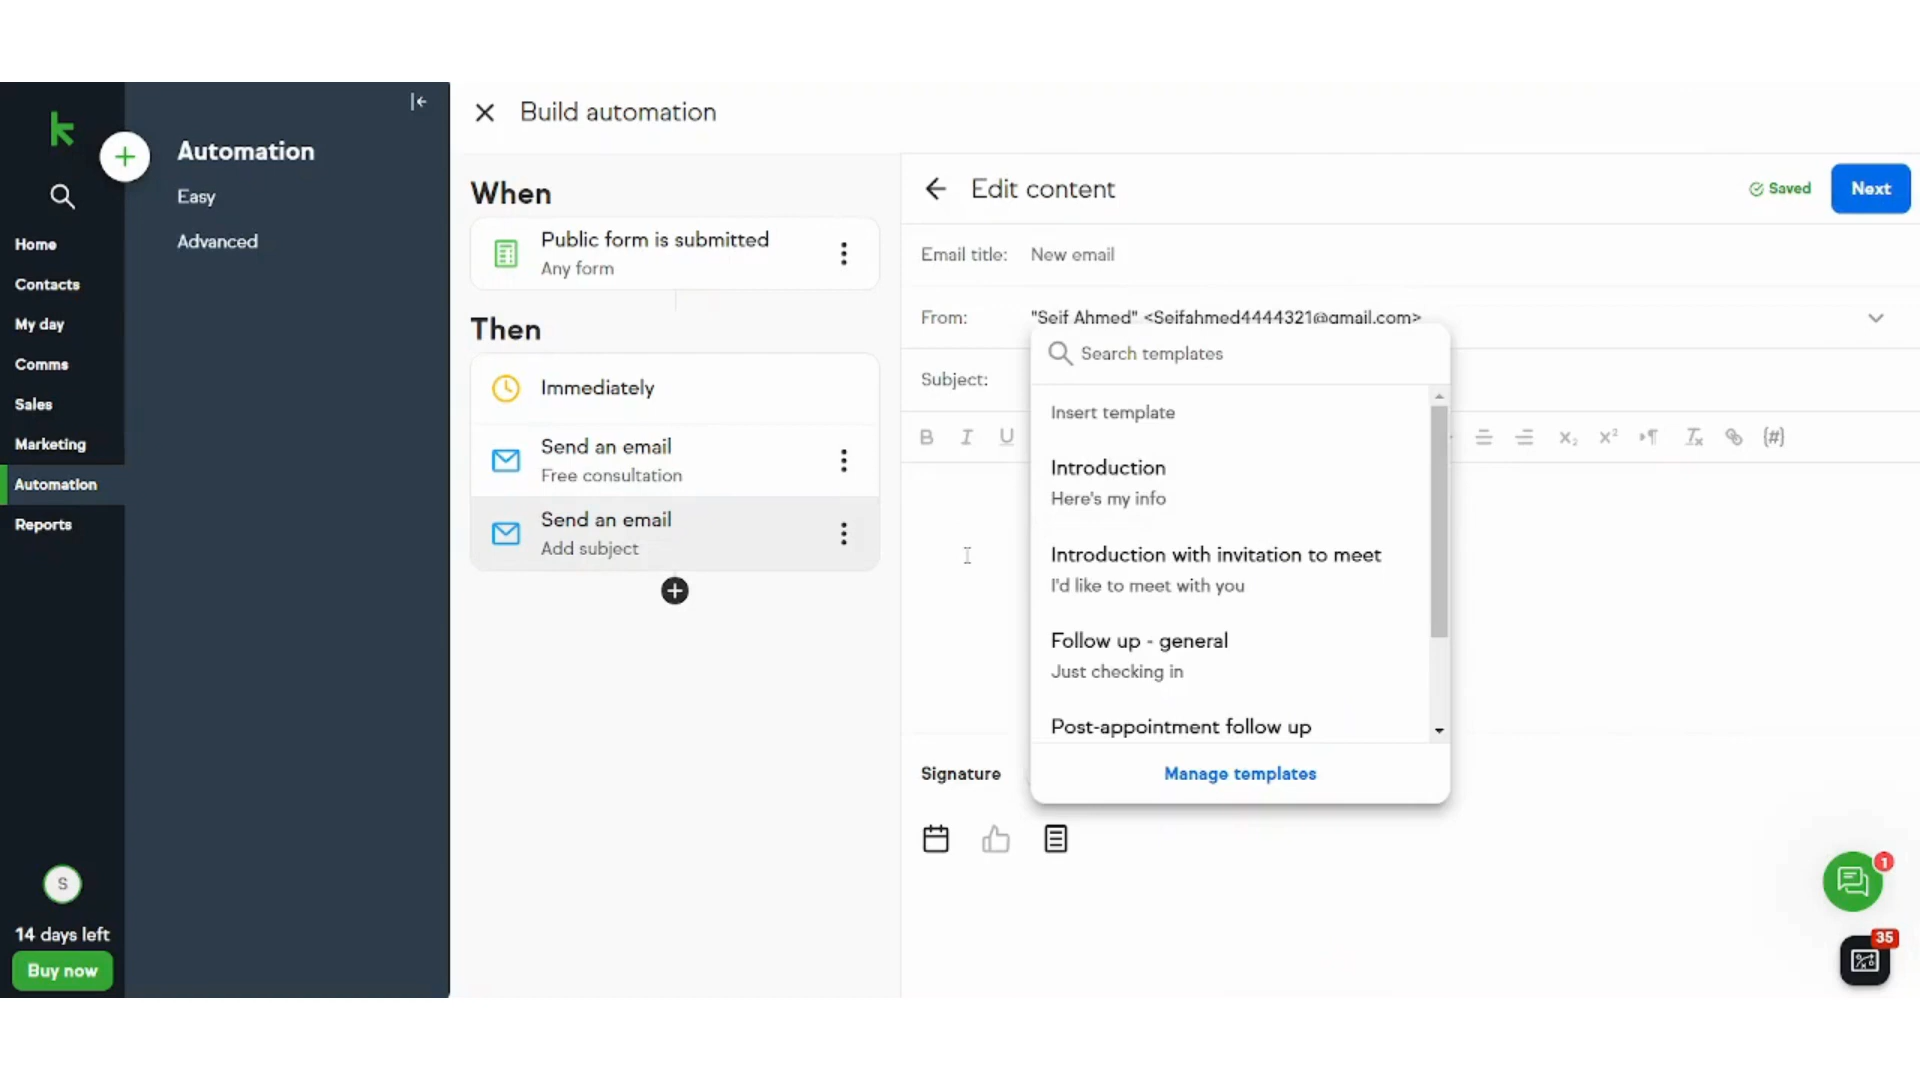 Automation
Easy
Advanced
Home
Contacts
My day
Comms
Sales
Marketing
Automation
Reports
S
14 days left
Buy now
Build automation
When
Public form is submitted
Any form
Then
Immediately
Send an email
Free consultation
Send an email
Add subject
Edit content
Saved
Next
Email title: New email
From: "Seif Ahmed" <Seifahmed4444321@gmail.com>
Subject:
B I U
{#}
Search templates
Insert template
Introduction
Here's my info
Introduction with invitation to meet
I'd like to meet with you
Follow up - general
Just checking in
Post-appointment follow up
Manage templates
Signature
1
35